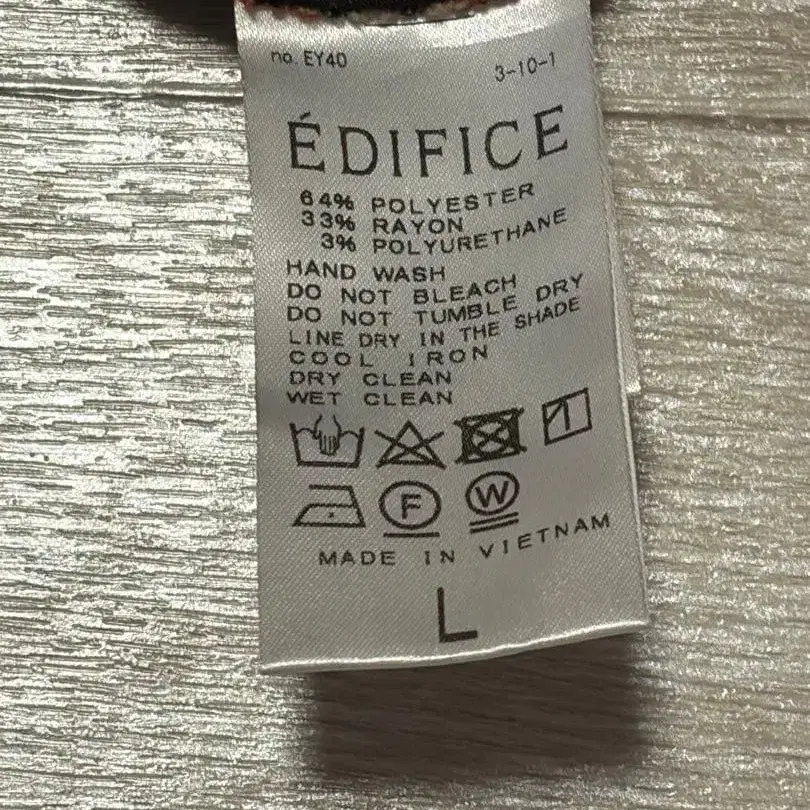 no. EY40
3-10-1
ÉDIFICE
64% POLYESTER
33% RAYON
3% POLYURETHANE
HAND WASH
DO NOT BLEACH
DO NOT TUMBLE DRY
LINE DRY IN THE SHADE
COOL IRON
DRY CLEAN
WET CLEAN
F W
MADE IN VIETNAM
L